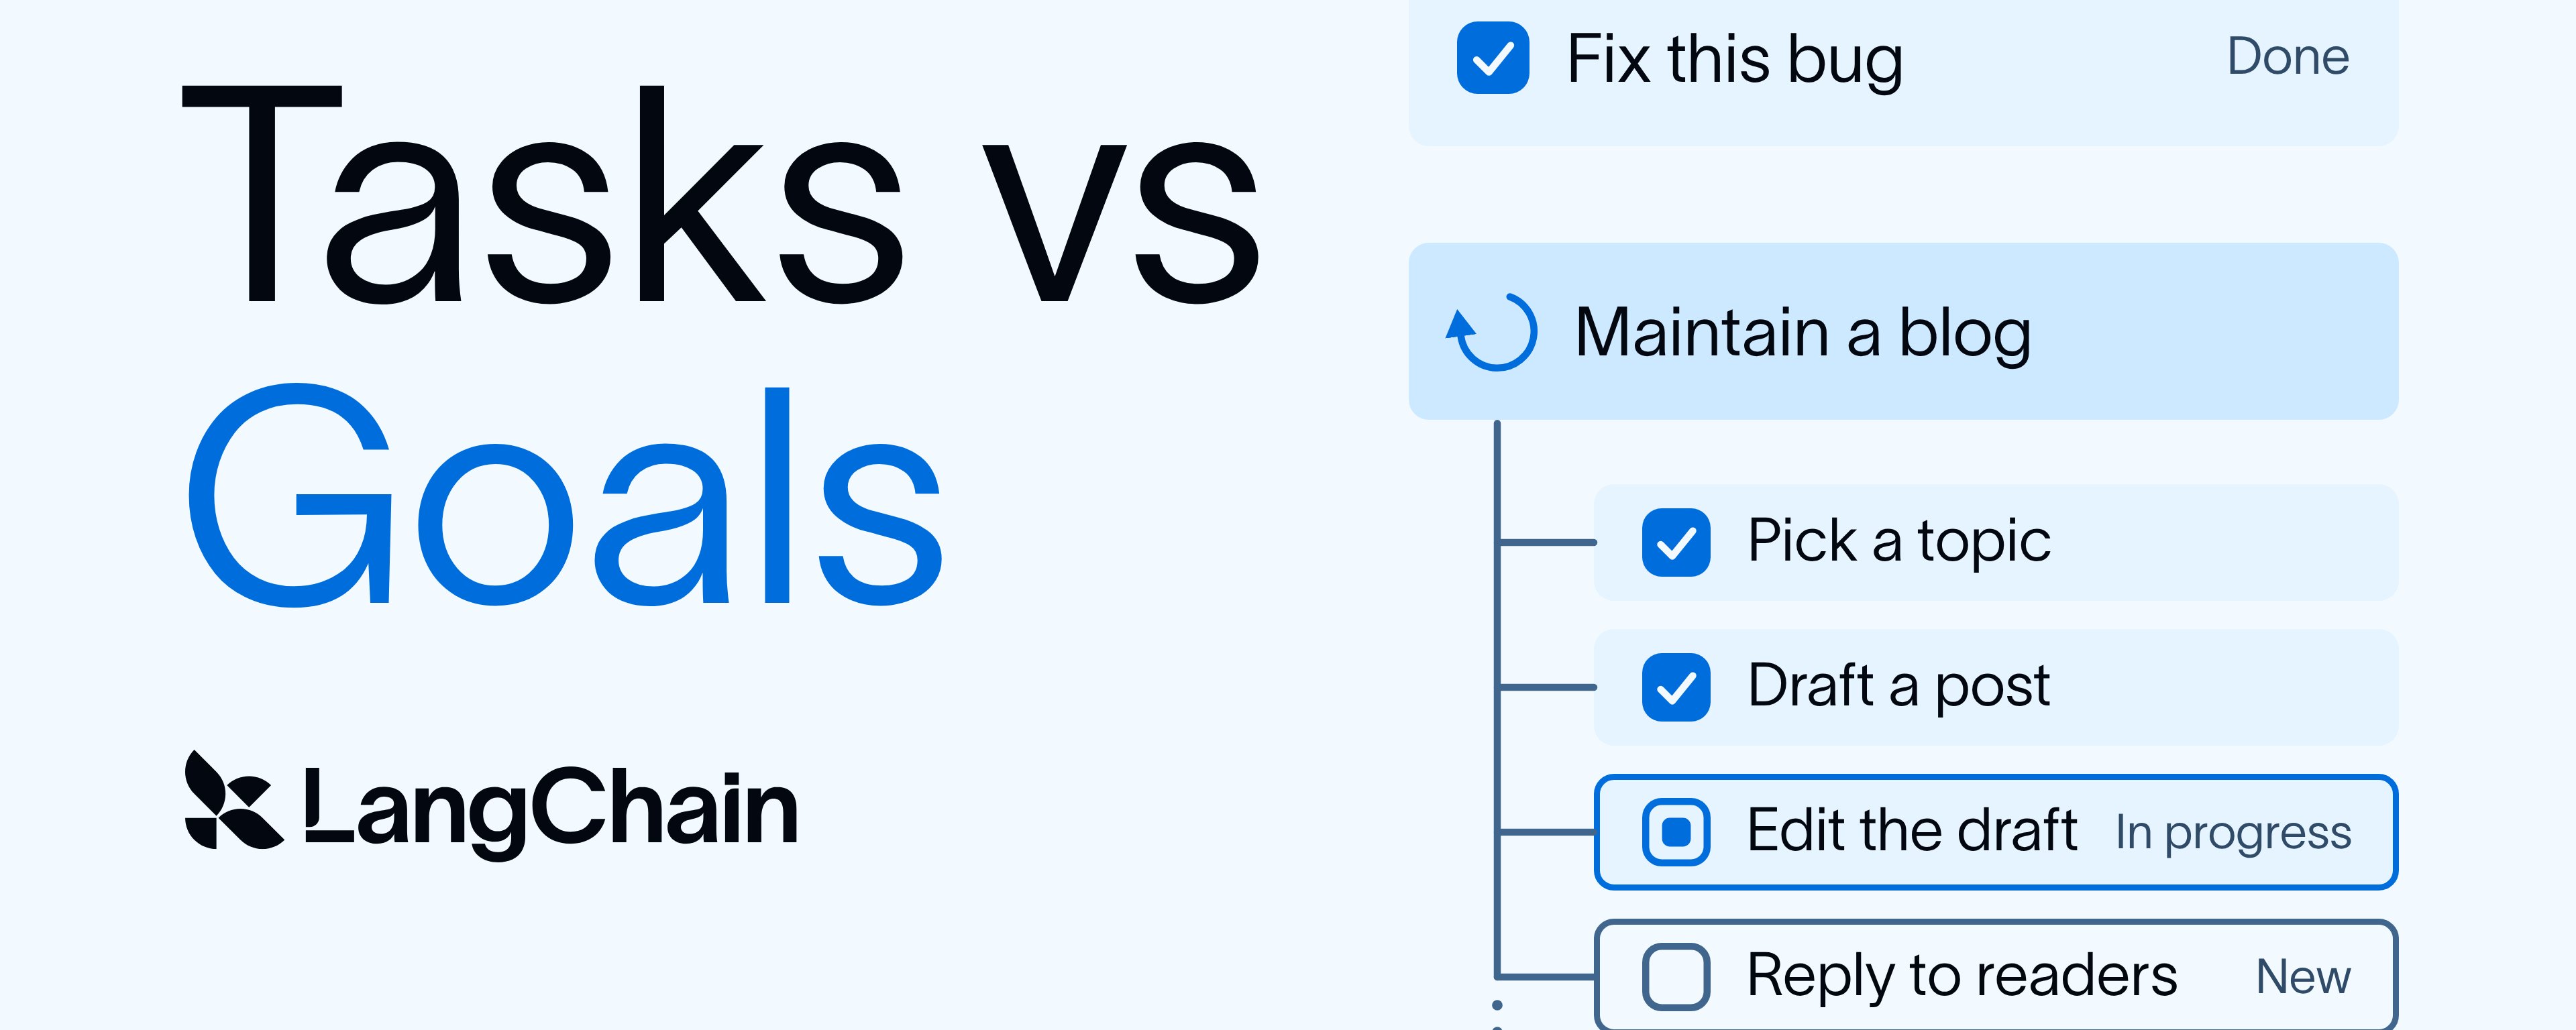 Tasks vs
Goals
LangChain
Fix this bug Done
Maintain a blog
Pick a topic
Draft a post
Edit the draft In progress
Reply to readers New